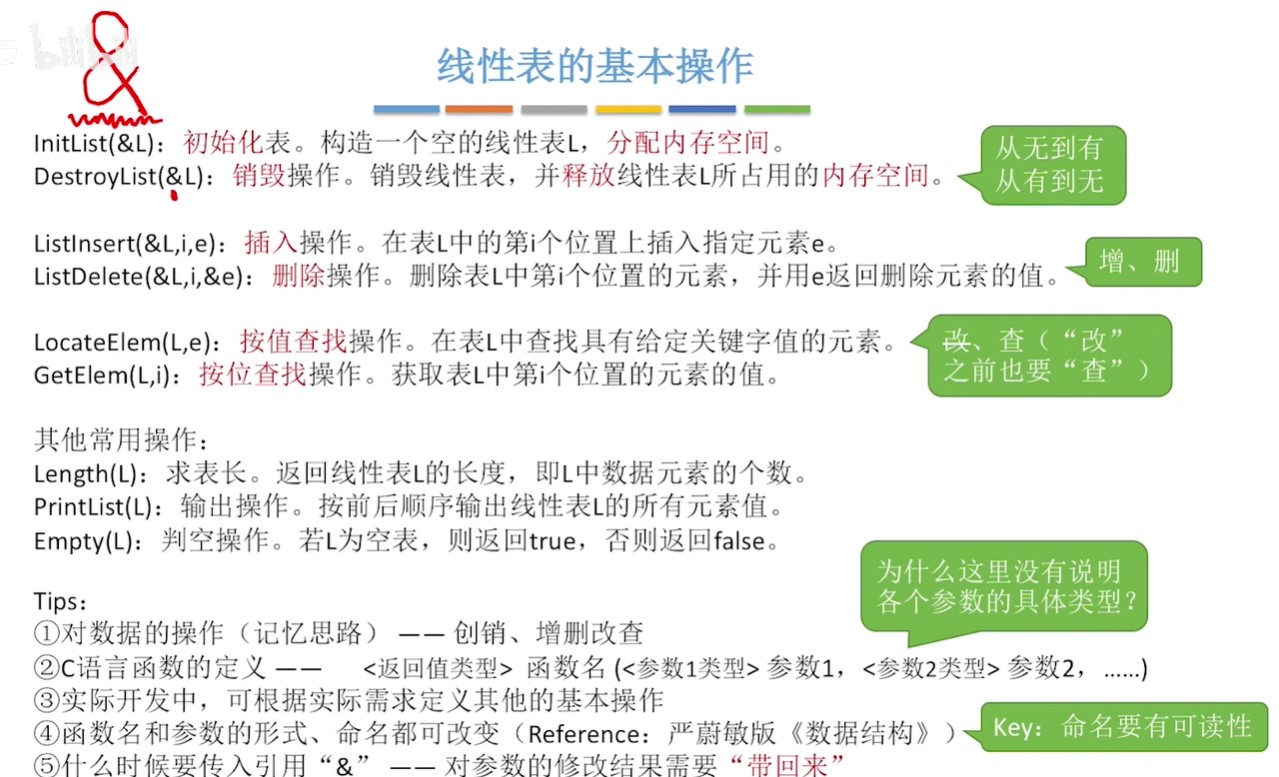 &
bilibili
线性表的基本操作
InitList(&L)：初始化表。构造一个空的线性表L，分配内存空间。
DestroyList(&L)：销毁操作。销毁线性表，并释放线性表L所占用的内存空间。
从无到有
从有到无
ListInsert(&L,i,e)：插入操作。在表L中的第i个位置上插入指定元素e。
ListDelete(&L,i,&e)：删除操作。删除表L中第i个位置的元素，并用e返回删除元素的值。
增、删
LocateElem(L,e)：按值查找操作。在表L中查找具有给定关键字值的元素。
GetElem(L,i)：按位查找操作。获取表L中第i个位置的元素的值。
改、查（“改”
之前也要“查”）
其他常用操作：
Length(L)：求表长。返回线性表L的长度，即L中数据元素的个数。
PrintList(L)：输出操作。按前后顺序输出线性表L的所有元素值。
Empty(L)：判空操作。若L为空表，则返回true，否则返回false。
为什么这里没有说明
各个参数的具体类型？
Tips：
①对数据的操作（记忆思路） —— 创销、增删改查
②C语言函数的定义 —— <返回值类型> 函数名 (<参数1类型> 参数1，<参数2类型> 参数2，……)
③实际开发中，可根据实际需求定义其他的基本操作
④函数名和参数的形式、命名都可改变（Reference：严蔚敏版《数据结构》）
Key：命名要有可读性
⑤什么时候要传入引用“&” —— 对参数的修改结果需要“带回来”